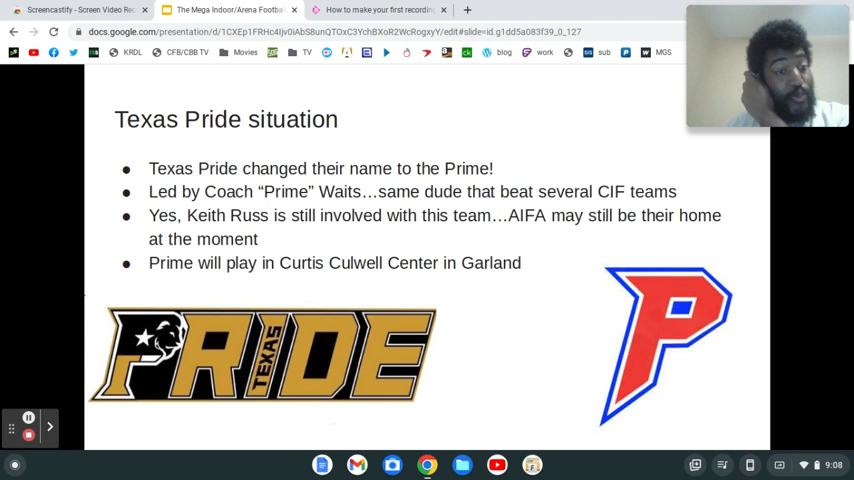 Screencastify - Screen Video Rec
The Mega Indoor/Arena Footba
How to make your first recordin
docs.google.com/presentation/d/1CXEp1FRHc4Ijv0iAbS8unQTOxC3YchBXoR2WcRogxyY/edit#slide=id.g1dd5a083f39_0_127
KRDL
CFB/CBB TV
Movies
TV
blog
work
sub
MGS
Texas Pride situation
● Texas Pride changed their name to the Prime!
● Led by Coach “Prime” Waits…same dude that beat several CIF teams
● Yes, Keith Russ is still involved with this team…AIFA may still be their home
at the moment
● Prime will play in Curtis Culwell Center in Garland
PRIDE
TEXAS
P
9:08